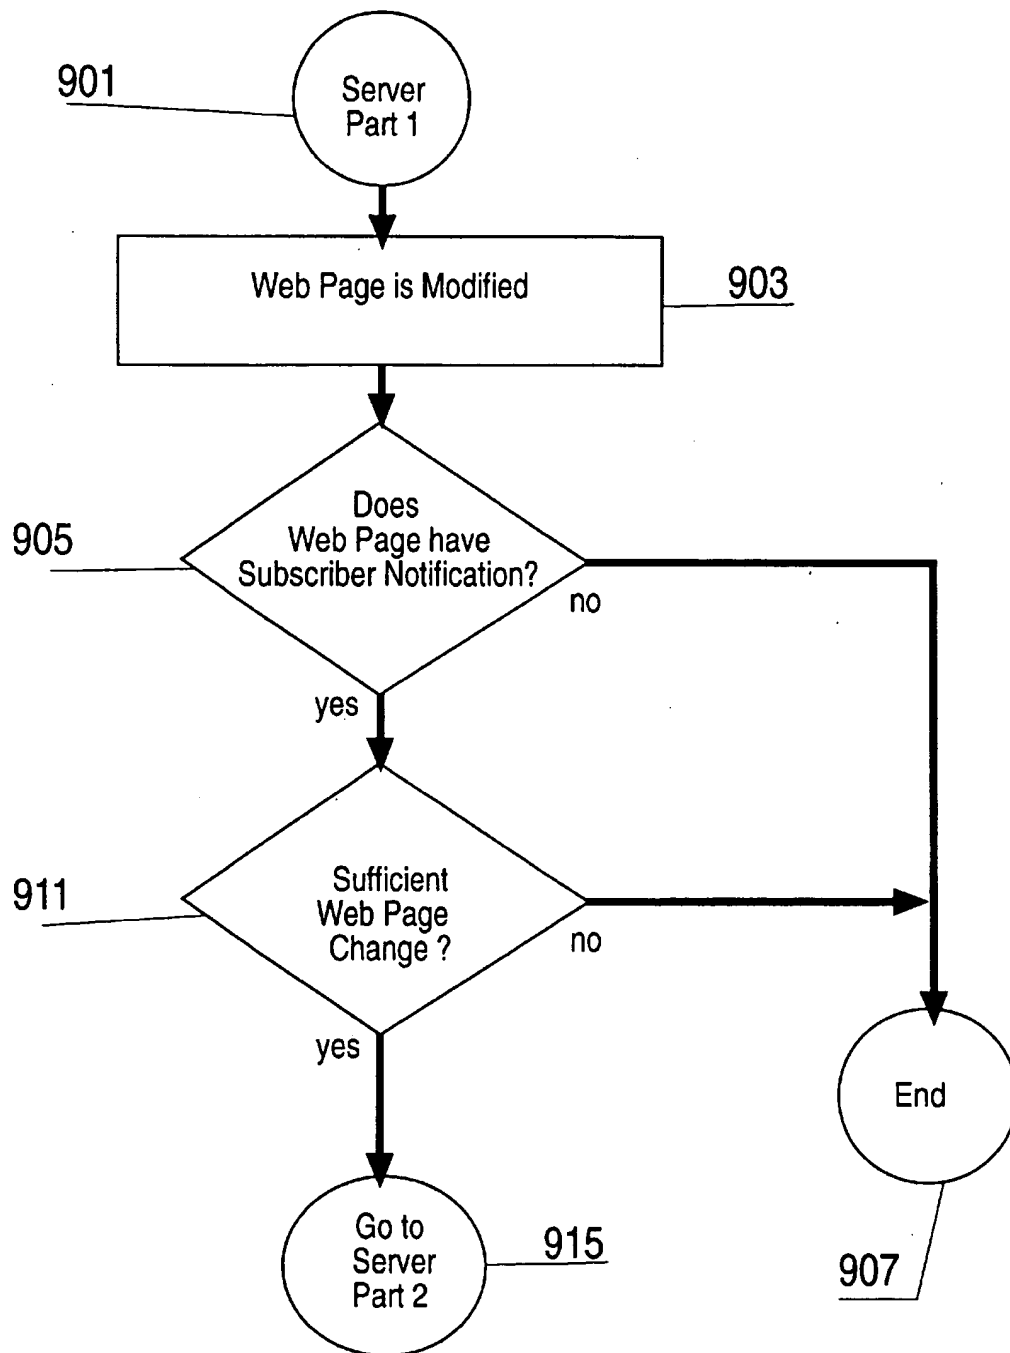 901
Server
Part 1
Web Page is Modified
903
Does
Web Page have
Subscriber Notification?
905
no
yes
Sufficient
Web Page
Change ?
911
no
yes
End
Go to
Server
Part 2
915
907